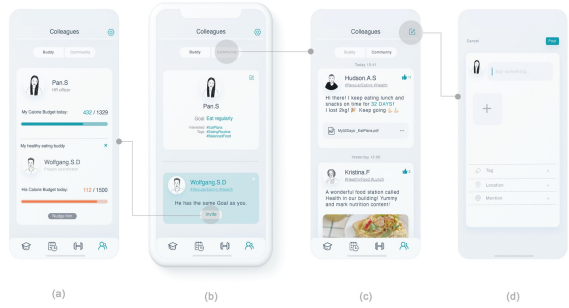 Colleagues
Buddy Community
Pan.S
HR officer
My Calorie Budget today: 432 / 1329
My healthy eating buddy
Wolfgang.S.D
His Calorie Budget today: 112 / 1500
Nudge him
(a)
Colleagues
Buddy Community
Pan.S
Goal: Eat regularly
Wolfgang.S.D
He has the same Goal as you.
Invite
(b)
Colleagues
Buddy Community
Today 13:41
Hudson.A.S
Hi there! I keep eating lunch and
snacks on time for 32 DAYS!
I lost 2kg! 🎉 Keep going 💪💪
Kristina.F
A wonderful food station called
Health in our building! Yummy
and mark nutrition content!
(c)
Cancel Post
Say something...
Tag
Location
Mention
(d)